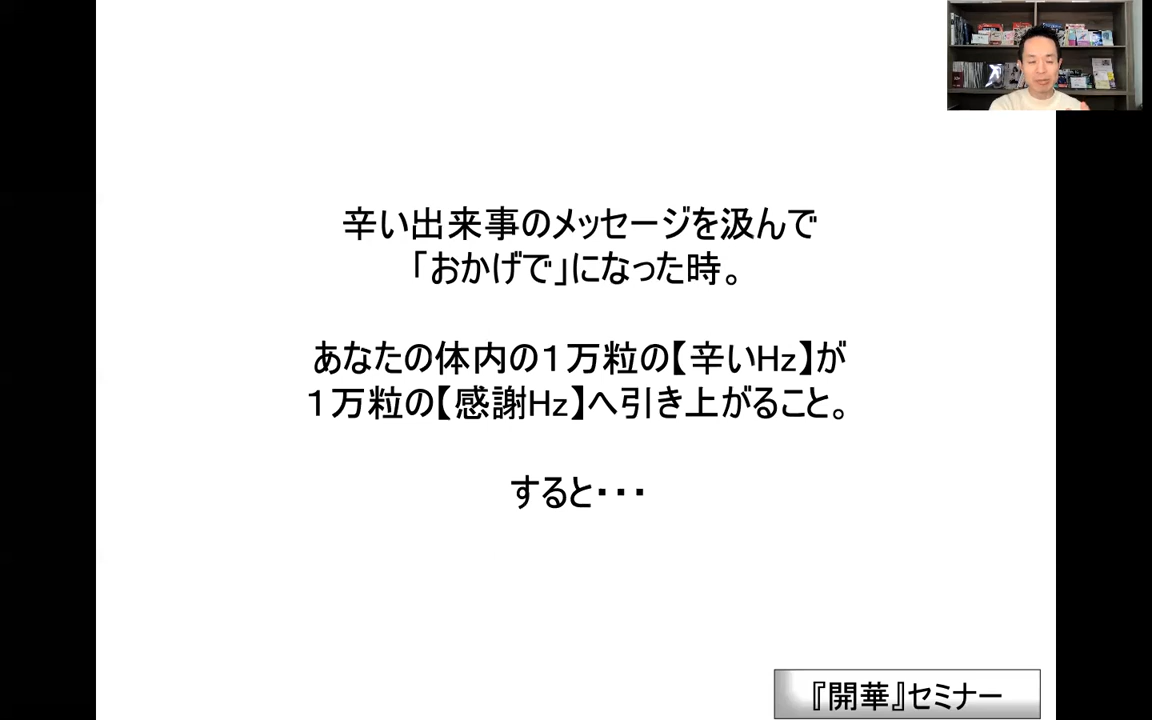 辛い出来事のメッセージを汲んで
「おかげで」になった時。
あなたの体内の１万粒の【辛いHz】が
１万粒の【感謝Hz】へ引き上がること。
すると・・・
『開華』セミナー